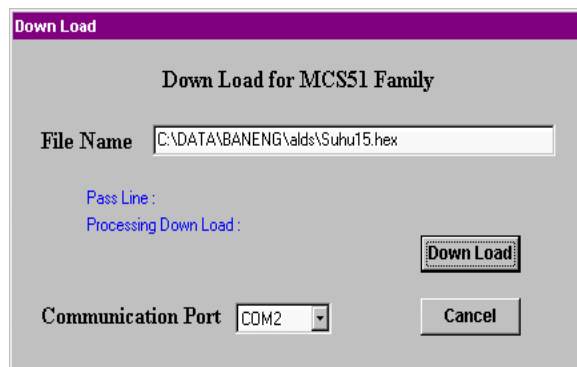 Down Load
Down Load for MCS51 Family
File Name C:\DATA\BANENG\alds\Suhu15.hex
Pass Line :
Processing Down Load :
Down Load
Communication Port COM2
Cancel